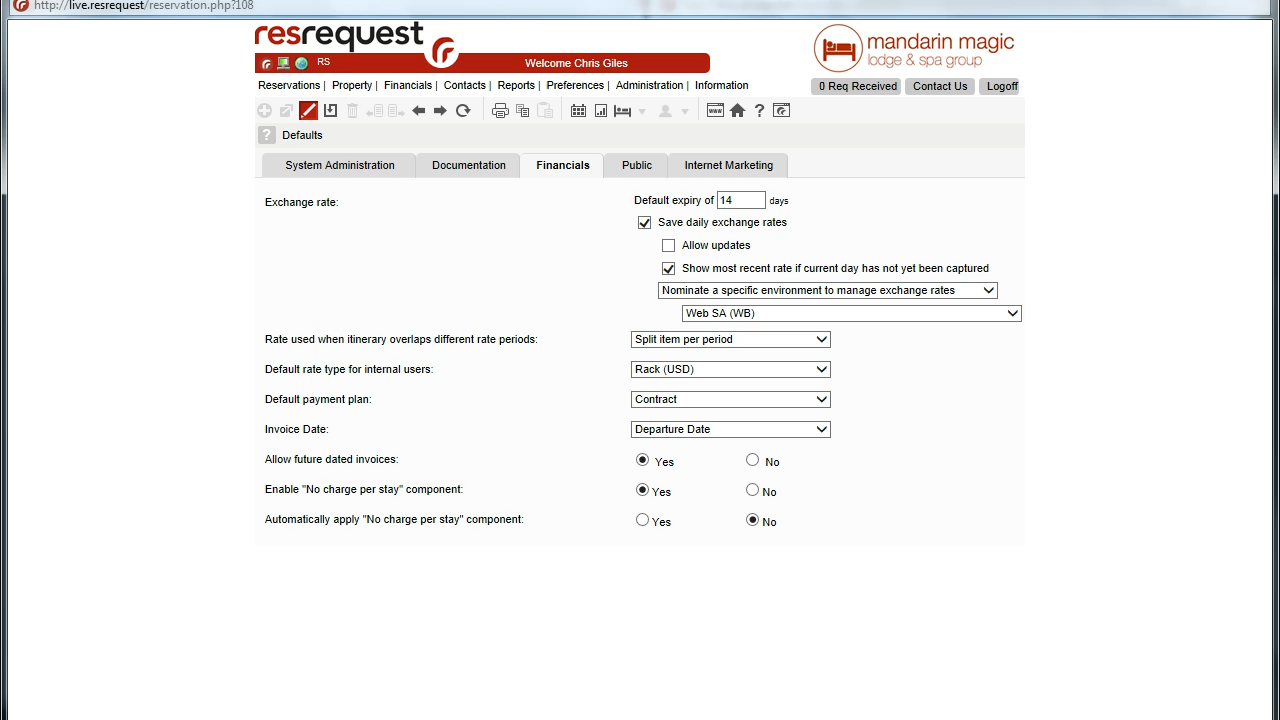 http://live.resrequest/reservation.php?108
resrequest
RS
Welcome Chris Giles
mandarin magic
lodge & spa group
Reservations | Property | Financials | Contacts | Reports | Preferences | Administration | Information
0 Req Received
Contact Us
Logoff
WWW
?
? Defaults
System Administration
Documentation
Financials
Public
Internet Marketing
Exchange rate:
Default expiry of 14 days
Save daily exchange rates
Allow updates
Show most recent rate if current day has not yet been captured
Nominate a specific environment to manage exchange rates
Web SA (WB)
Rate used when itinerary overlaps different rate periods: Split item per period
Default rate type for internal users: Rack (USD)
Default payment plan: Contract
Invoice Date: Departure Date
Allow future dated invoices: Yes No
Enable "No charge per stay" component: Yes No
Automatically apply "No charge per stay" component: Yes No